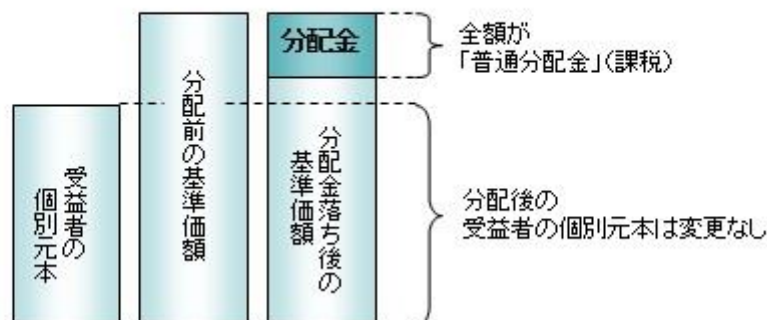 受益者の
個別元本
分配前の基準価額
分配金
分配金落ち後の
基準価額
全額が
「普通分配金」(課税)
分配後の
受益者の個別元本は変更なし